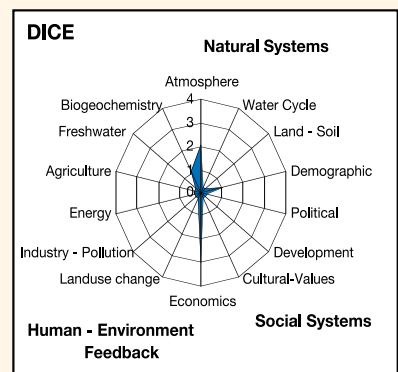 DICE
Natural Systems
Atmosphere
4
3
2
1
0
Biogeochemistry
Water Cycle
Freshwater
Land - Soil
Agriculture
Demographic
Energy
Political
Industry - Pollution
Development
Landuse change
Cultural-Values
Economics
Social Systems
Human - Environment
Feedback